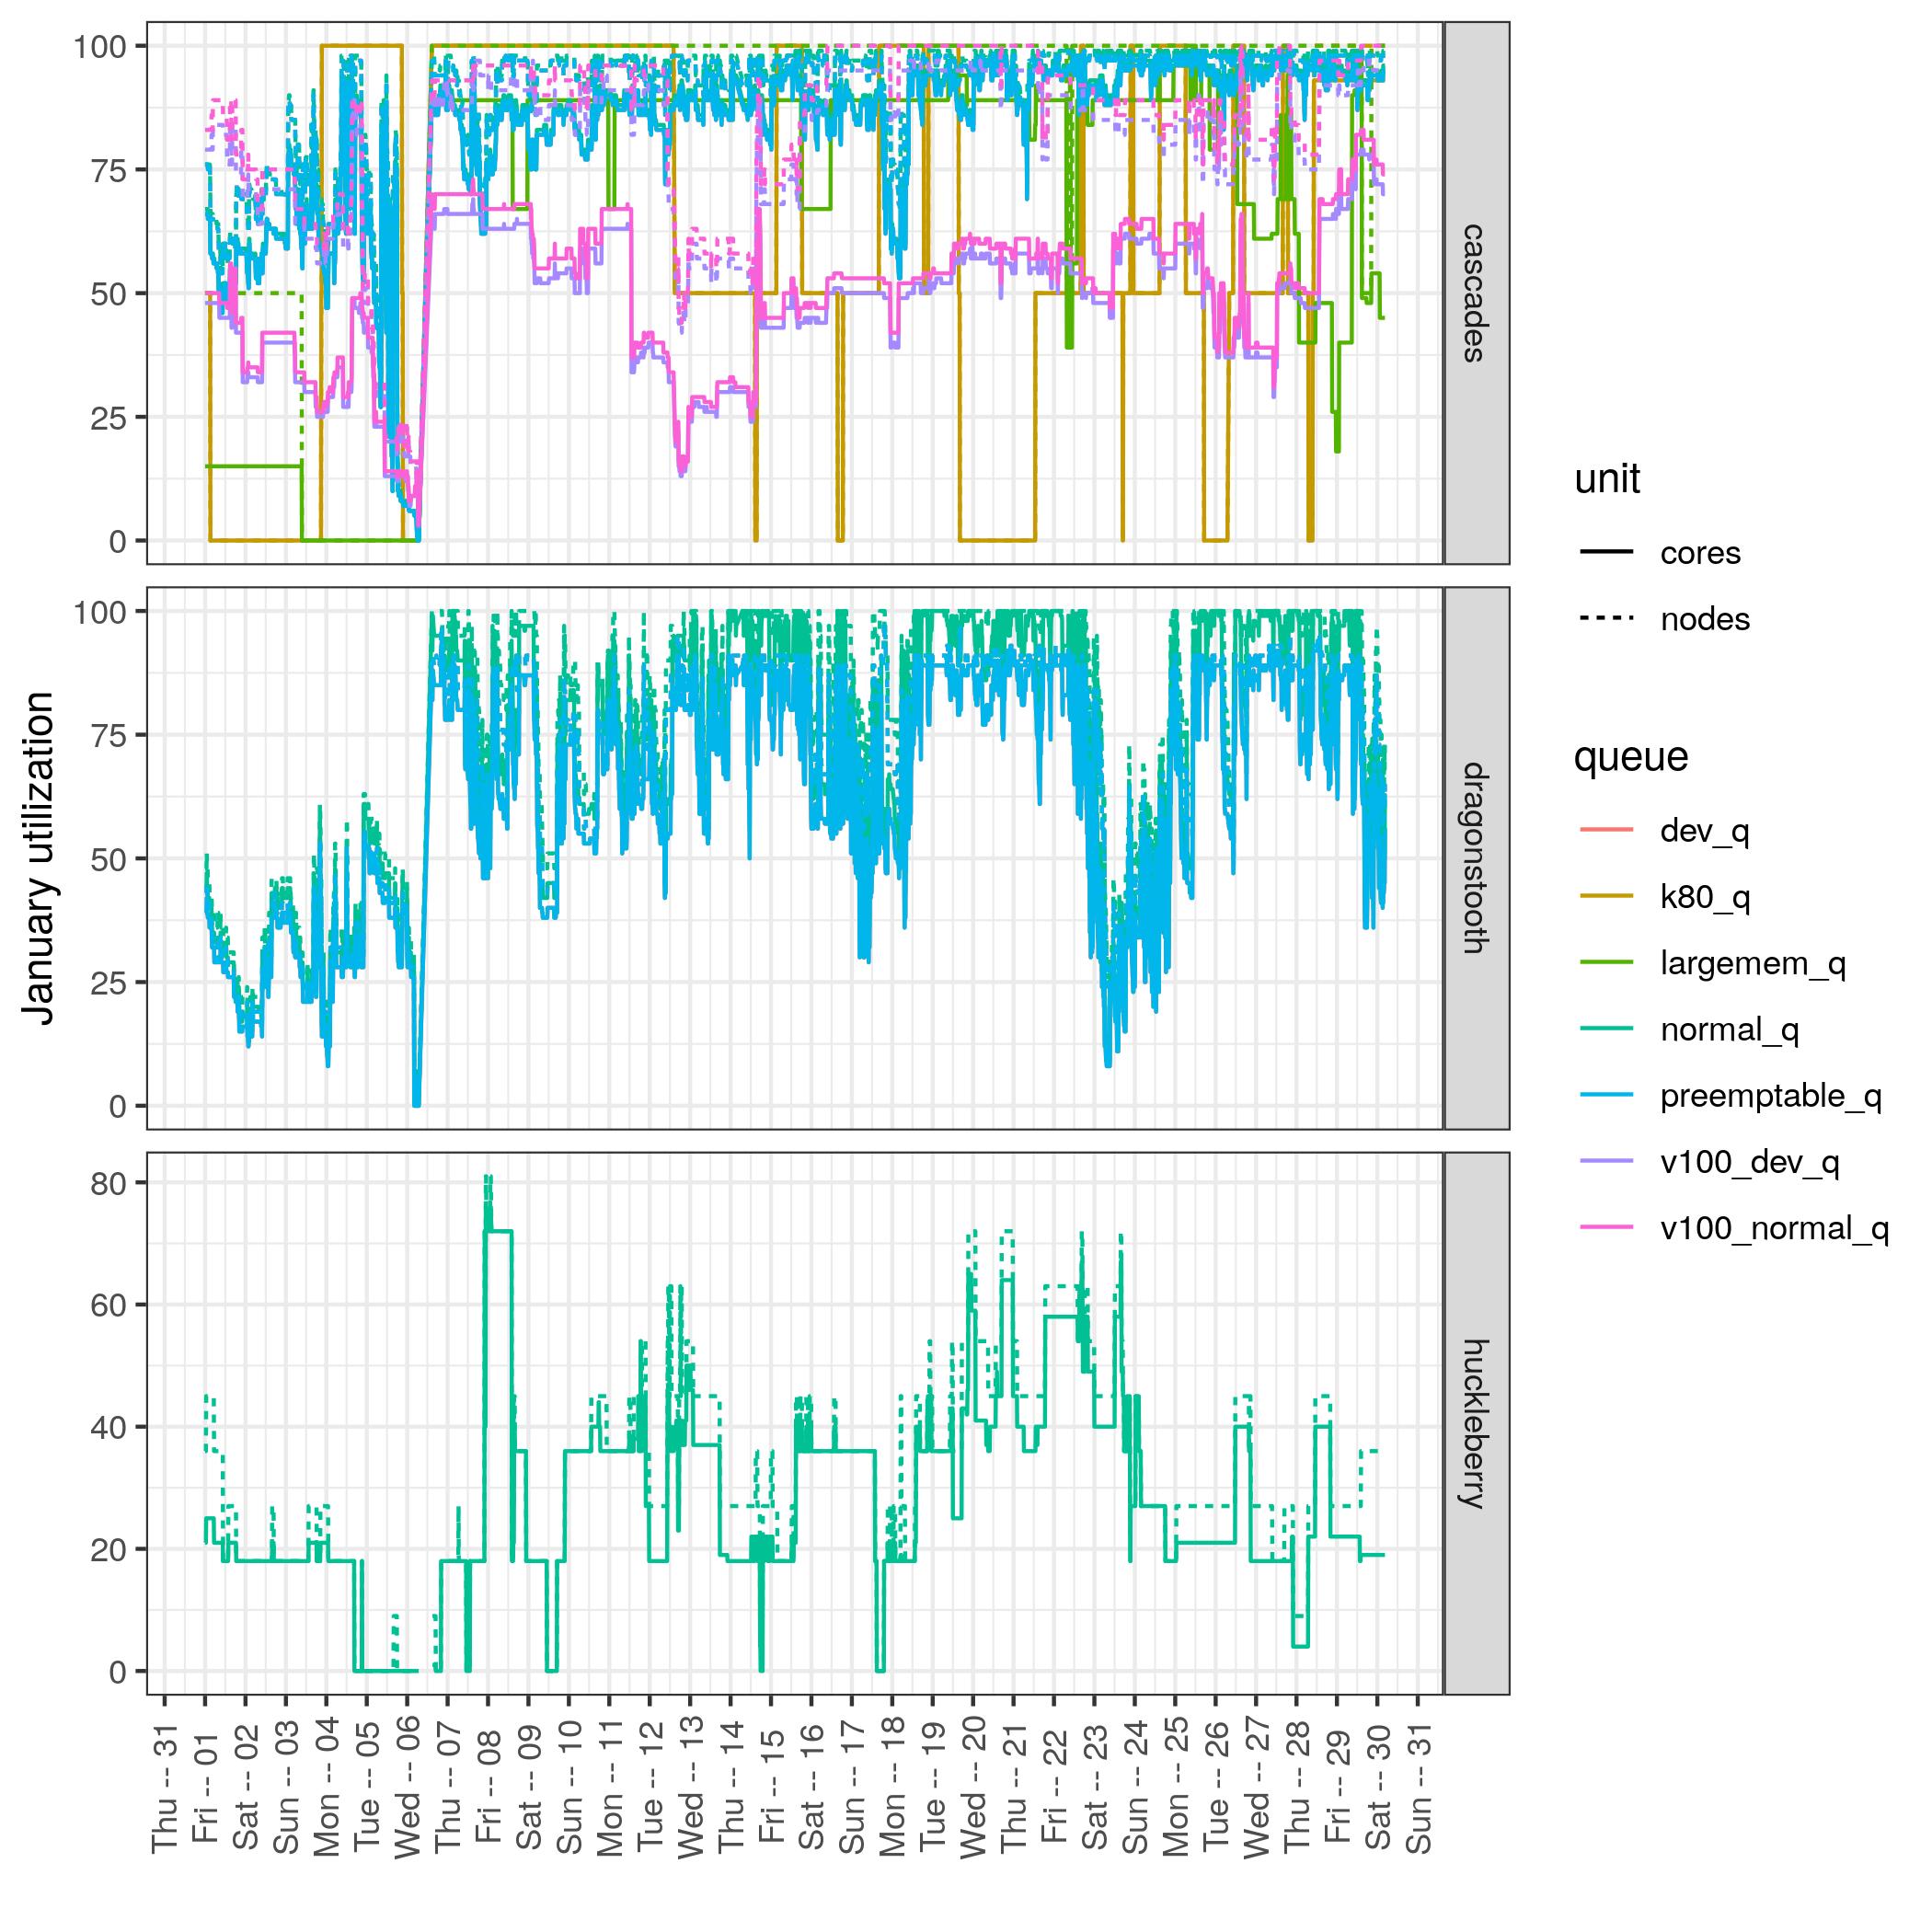 January utilization
100
75
50
25
0
cascades
100
75
50
25
0
dragonstooth
80
60
40
20
0
huckleberry
Thu -- 31
Fri -- 01
Sat -- 02
Sun -- 03
Mon -- 04
Tue -- 05
Wed -- 06
Thu -- 07
Fri -- 08
Sat -- 09
Sun -- 10
Mon -- 11
Tue -- 12
Wed -- 13
Thu -- 14
Fri -- 15
Sat -- 16
Sun -- 17
Mon -- 18
Tue -- 19
Wed -- 20
Thu -- 21
Fri -- 22
Sat -- 23
Sun -- 24
Mon -- 25
Tue -- 26
Wed -- 27
Thu -- 28
Fri -- 29
Sat -- 30
Sun -- 31
unit
cores
nodes
queue
dev_q
k80_q
largemem_q
normal_q
preemptable_q
v100_dev_q
v100_normal_q